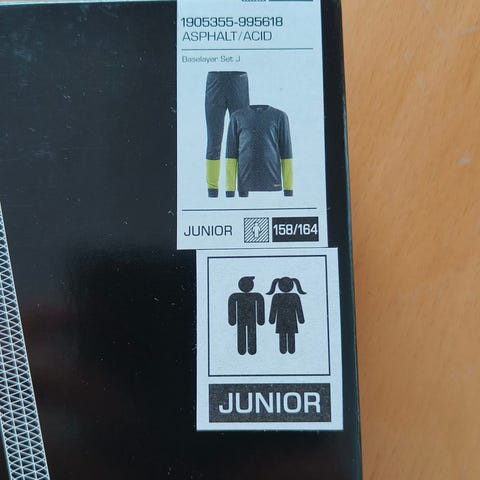 1905355-995618
ASPHALT/ACID
Baselayer Set J
JUNIOR 158/164
JUNIOR